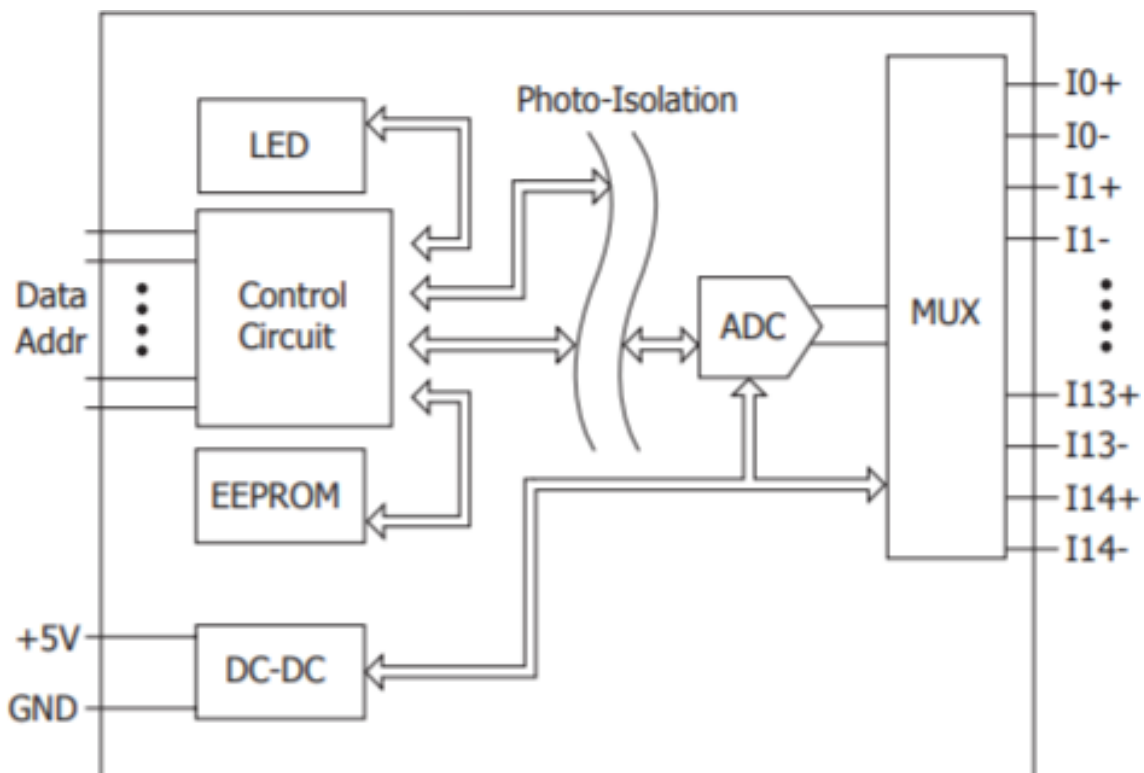 Photo-Isolation
LED
Control
Circuit
Data
Addr
EEPROM
+5V
GND
DC-DC
ADC
MUX
I0+
I0-
I1+
I1-
I13+
I13-
I14+
I14-